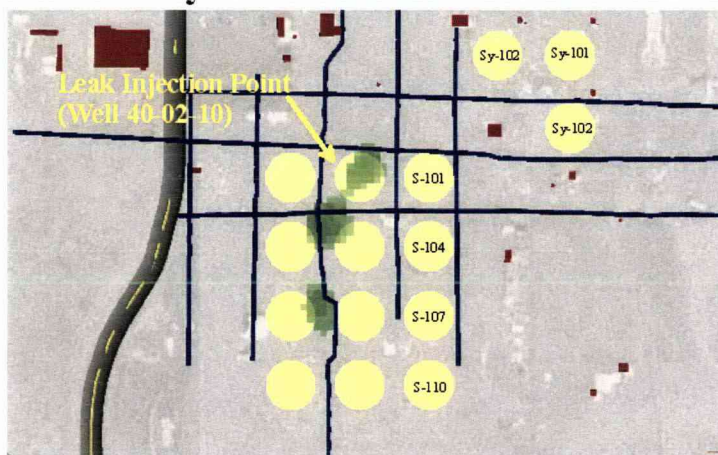 Sy-102
Sy-101
Leak Injection Point
(Well 40-02-10)
Sy-102
S-101
S-104
S-107
S-110